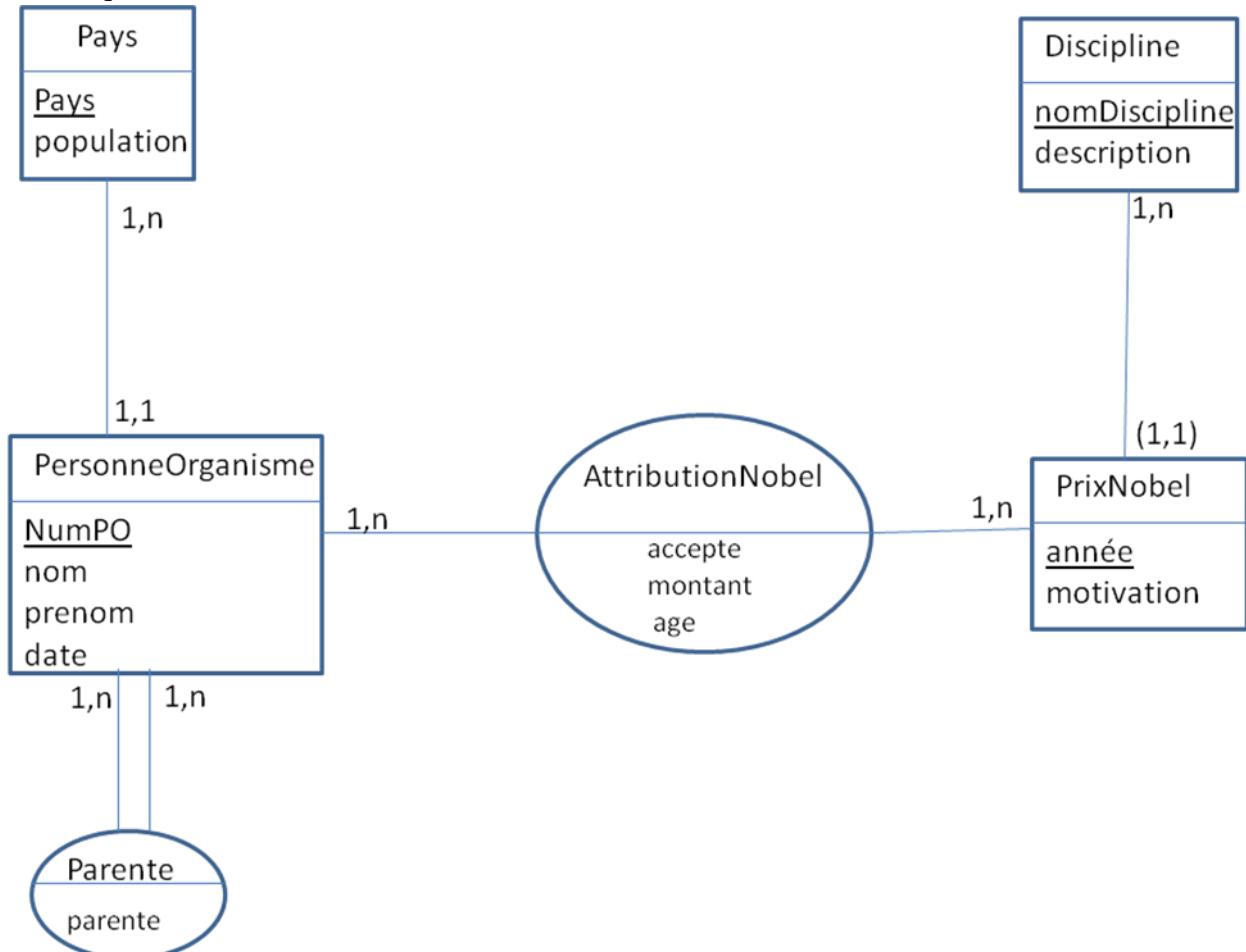 Pays
Pays
population
1,n
1,1
Discipline
nomDiscipline
description
1,n
(1,1)
PersonneOrganisme
NumPO
nom
prenom
date
1,n
AttributionNobel
accepte
montant
age
1,n
PrixNobel
année
motivation
1,n
1,n
Parente
parente